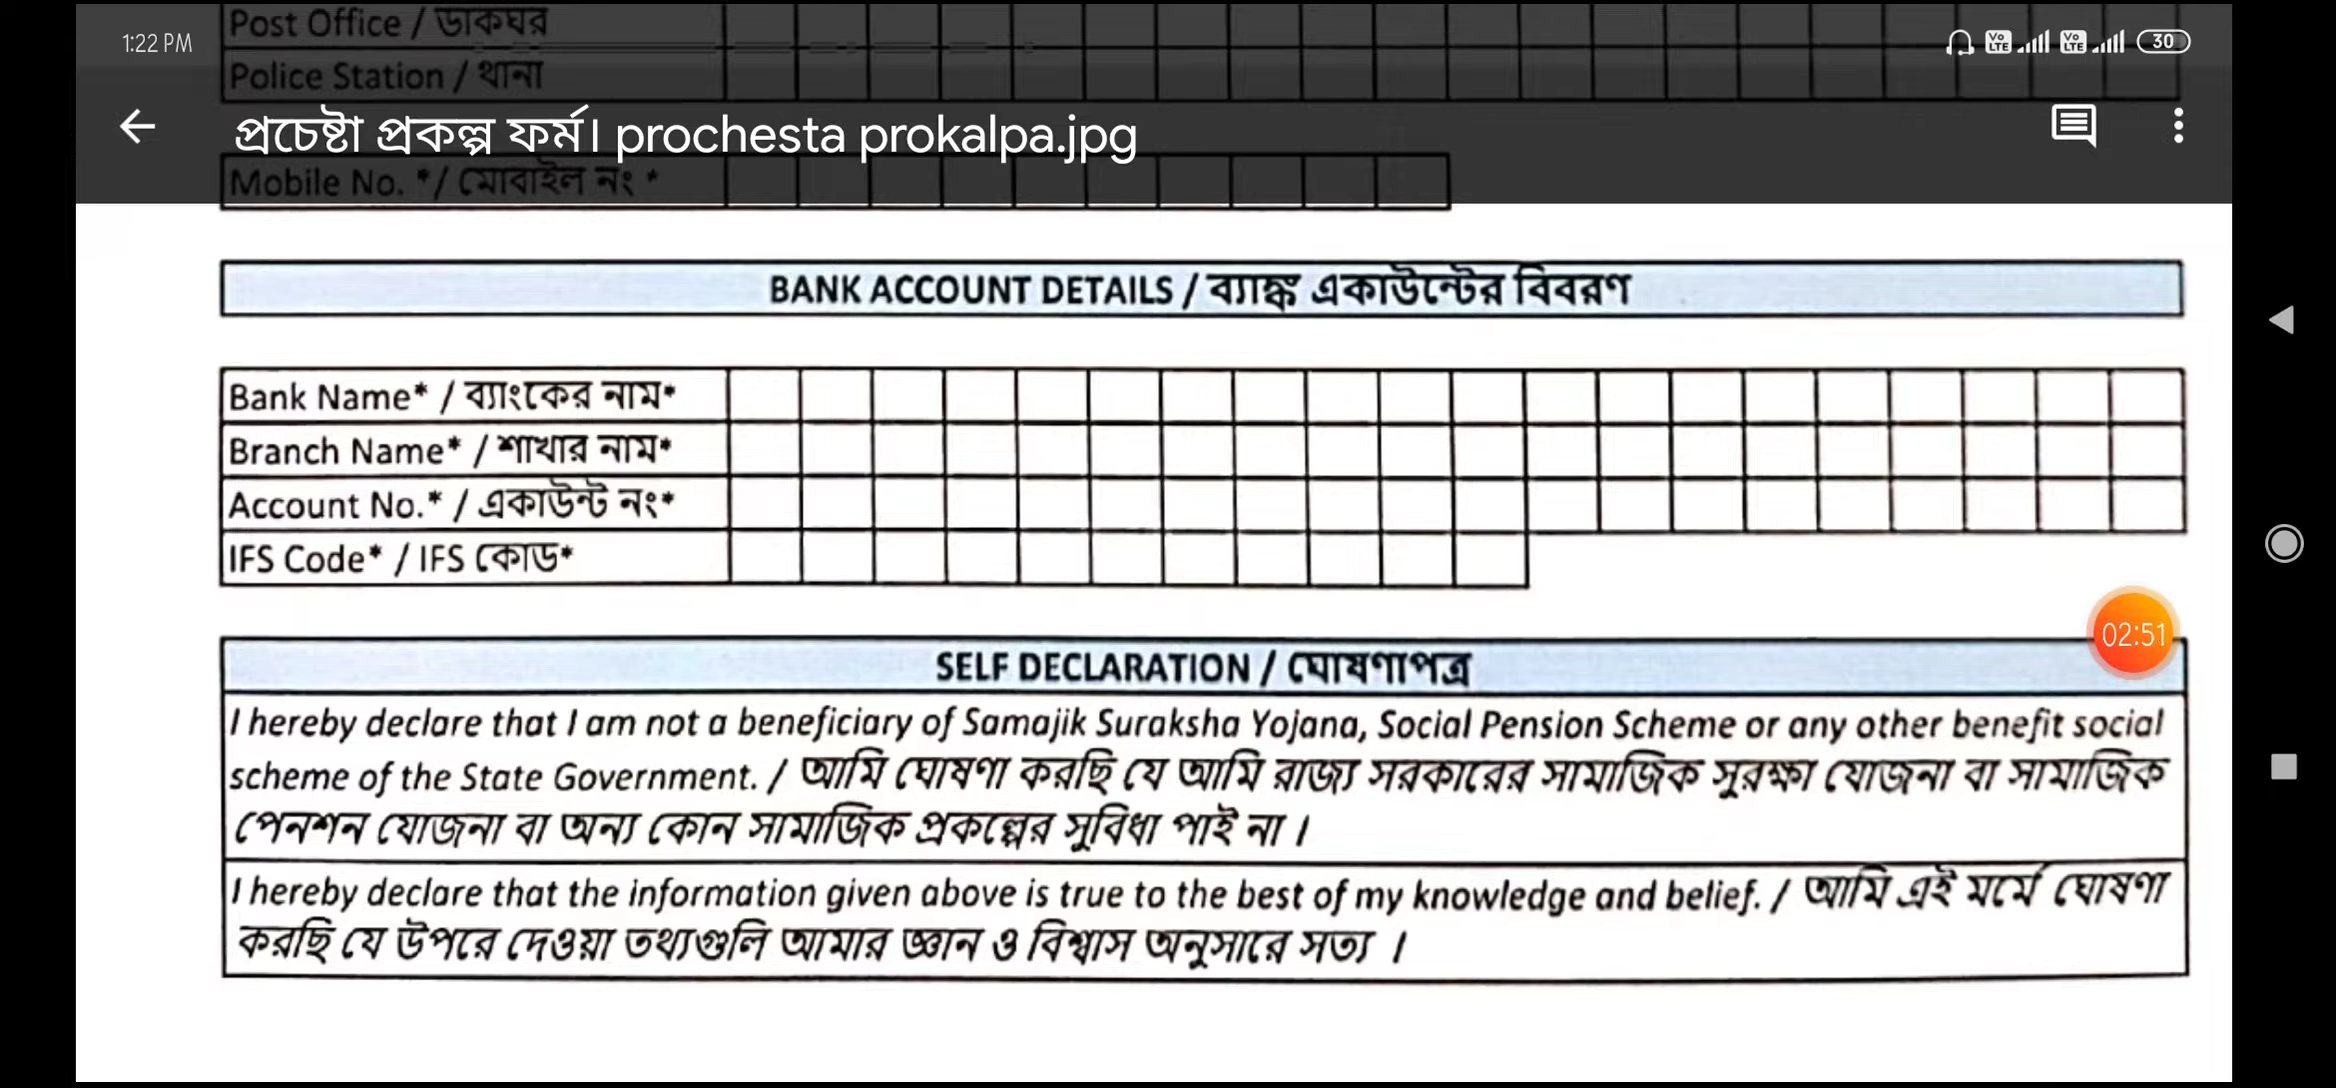 Post Office / ডাকঘর
1:22 PM
Vo LTE Vo LTE 30
Police Station / থানা
প্রচেষ্টা প্রকল্প ফর্ম। prochesta prokalpa.jpg
Mobile No. */ মোবাইল নং *
BANK ACCOUNT DETAILS / ব্যাঙ্ক একাউন্টের বিবরণ
Bank Name* / ব্যাংকের নাম*
Branch Name* / শাখার নাম*
Account No.* / একাউন্ট নং*
IFS Code* / IFS কোড*
02:51
SELF DECLARATION / ঘোষণাপত্র
I hereby declare that I am not a beneficiary of Samajik Suraksha Yojana, Social Pension Scheme or any other benefit social
scheme of the State Government. / আমি ঘোষণা করছি যে আমি রাজ্য সরকারের সামাজিক সুরক্ষা যোজনা বা সামাজিক
পেনশন যোজনা বা অন্য কোন সামাজিক প্রকল্পের সুবিধা পাই না ।
I hereby declare that the information given above is true to the best of my knowledge and belief. / আমি এই মর্মে ঘোষণা
করছি যে উপরে দেওয়া তথ্যগুলি আমার জ্ঞান ও বিশ্বাস অনুসারে সত্য ।